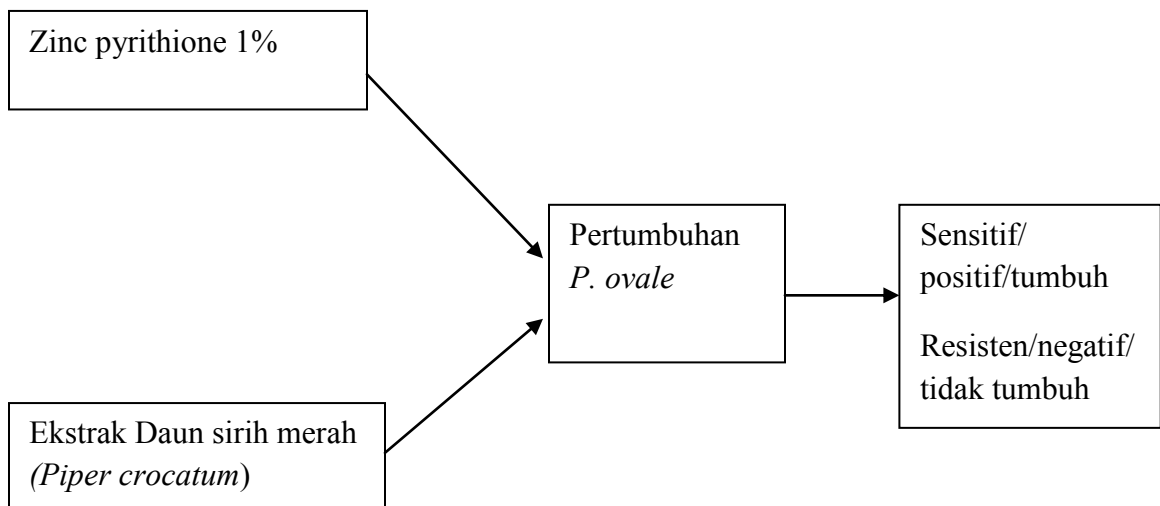 Zinc pyrithione 1%
Pertumbuhan
P. ovale
Sensitif/
positif/tumbuh
Resisten/negatif/
tidak tumbuh
Ekstrak Daun sirih merah
(Piper crocatum)